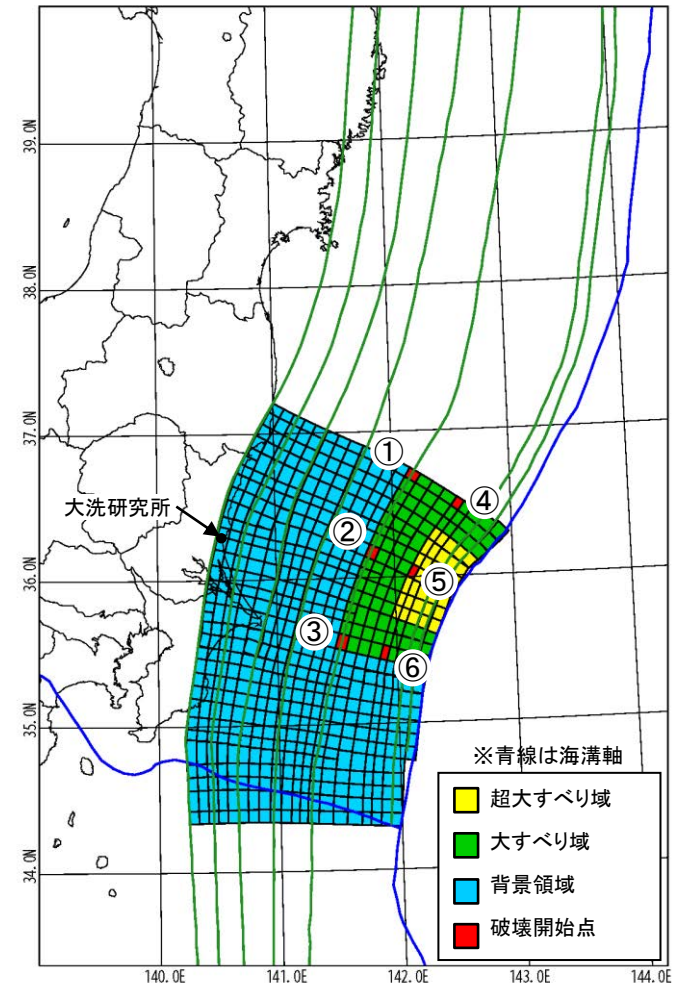 39.0N
38.0N
37.0N
①
④
大洗研究所
②
36.0N
⑤
③
⑥
35.0N
※青線は海溝軸
超大すべり域
大すべり域
34.0N
背景領域
破壊開始点
140.0E 141.0E 142.0E 143.0E 144.0E